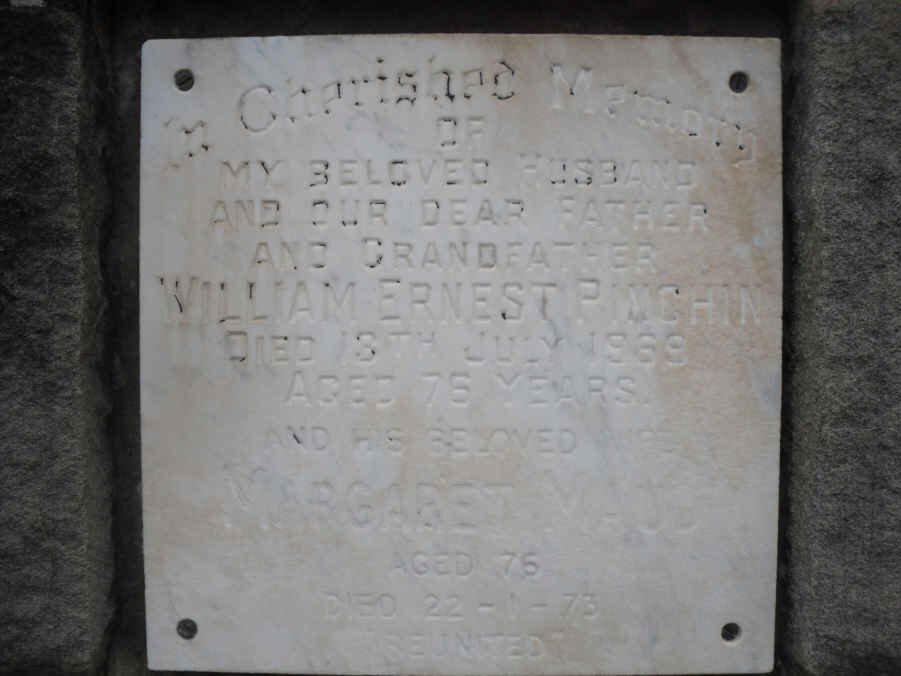 In Cherished Memory
OF
MY BELOVED HUSBAND
AND OUR DEAR FATHER
AND GRANDFATHER
WILLIAM ERNEST PINCHIN
DIED 13TH JULY 1969
AGED 76 YEARS.
AND HIS BELOVED WIFE
MARGARET MAUD
AGED 76
DIED 22-1-73
"REUNITED"